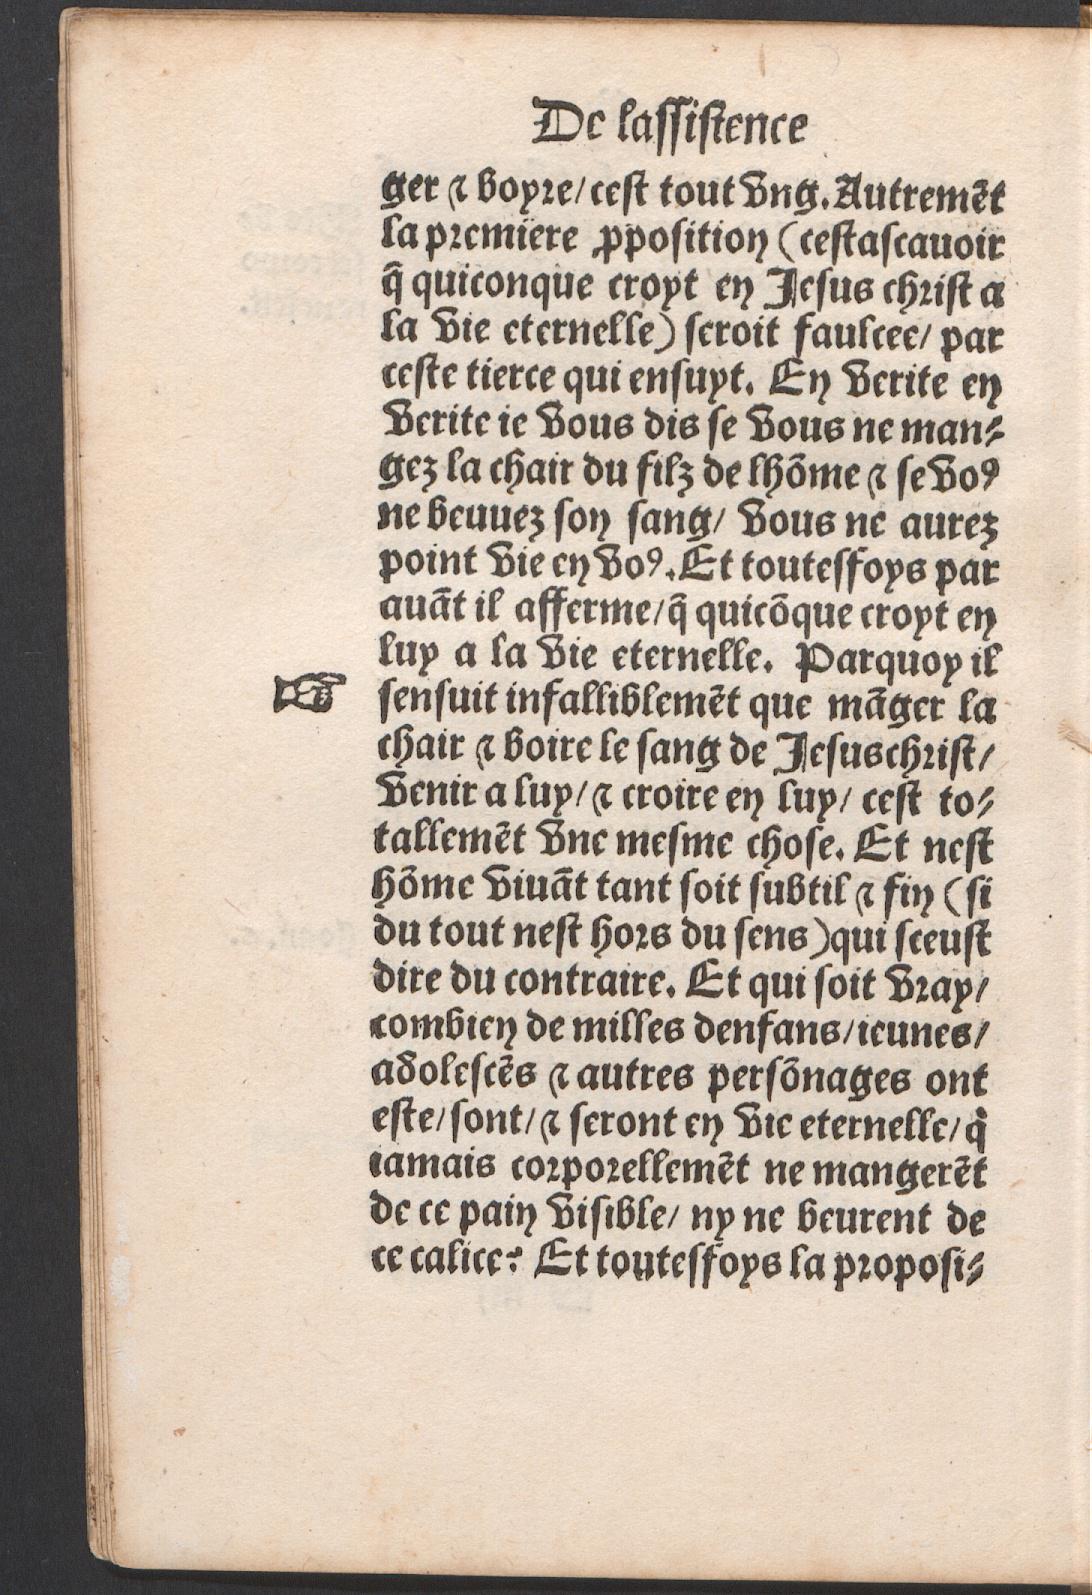 De lassistence
ger ⁊ boyre/cest tout vng. Autremēt
la premiere ꝓposition (cestascauoir
q̄ quiconque croyt en Jesus christ a
la vie eternelle) seroit faulcee/ par
ceste tierce qui ensuyt. En verite en
verite ie vous dis se vous ne man⸗
gez la chair du filz de lhōme ⁊ se voꝰ
ne beuuez son sang/ vous ne aurez
point vie en voꝰ. Et toutesfoys par
auāt il afferme/q̄ quicōque croyt en
luy a la vie eternelle. Parquoy il
☞ sensuit infalliblemēt que māger la
chair ⁊ boire le sang de Jesuschrist/
venir a luy/⁊ croire en luy/ cest to⸗
tallemēt vne mesme chose. Et nest
hōme viuāt tant soit subtil ⁊ fin (si
du tout nest hors du sens) qui sceust
dire du contraire. Et qui soit vray/
combien de milles denfans/ieunes/
adolescēs ⁊ autres persōnages ont
este/sont/⁊ seront en vie eternelle/q̇
iamais corporellemēt ne mangerēt
de ce pain visible/ ny ne beurent de
ce calice? Et toutesfoys la proposi⸗